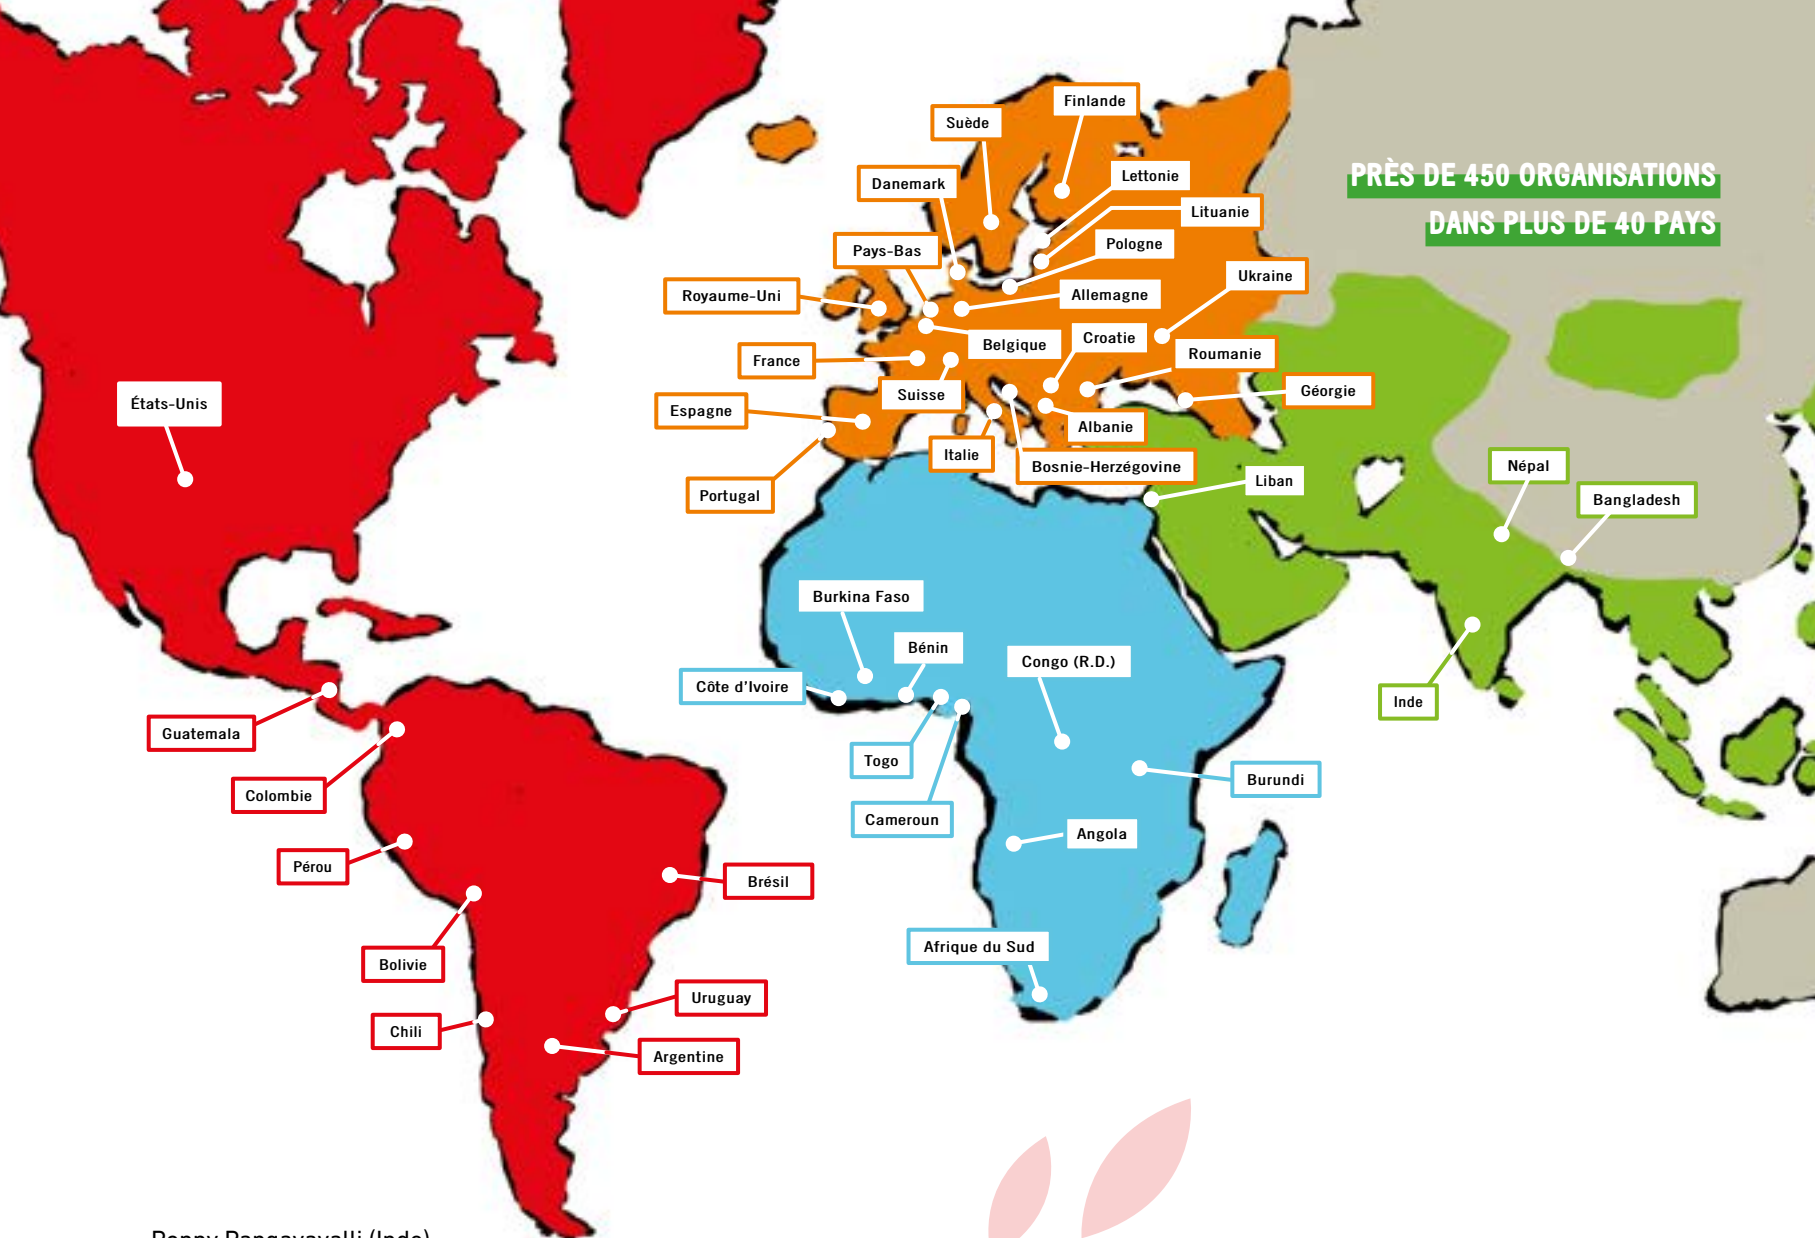 Finlande
Suède
Lettonie
Danemark
Lituanie
Pologne
Pays-Bas
Ukraine
Royaume-Uni
Allemagne
Croatie
Belgique
Roumanie
France
Suisse
Géorgie
Espagne
Albanie
Italie
Bosnie-Herzégovine
Portugal
Liban
PRÈS DE 450 ORGANISATIONS
DANS PLUS DE 40 PAYS
Népal
Bangladesh
Inde
États-Unis
Guatemala
Colombie
Pérou
Brésil
Bolivie
Uruguay
Chili
Argentine
Burkina Faso
Bénin
Congo (R.D.)
Côte d'Ivoire
Togo
Burundi
Cameroun
Angola
Afrique du Sud
(Inde)